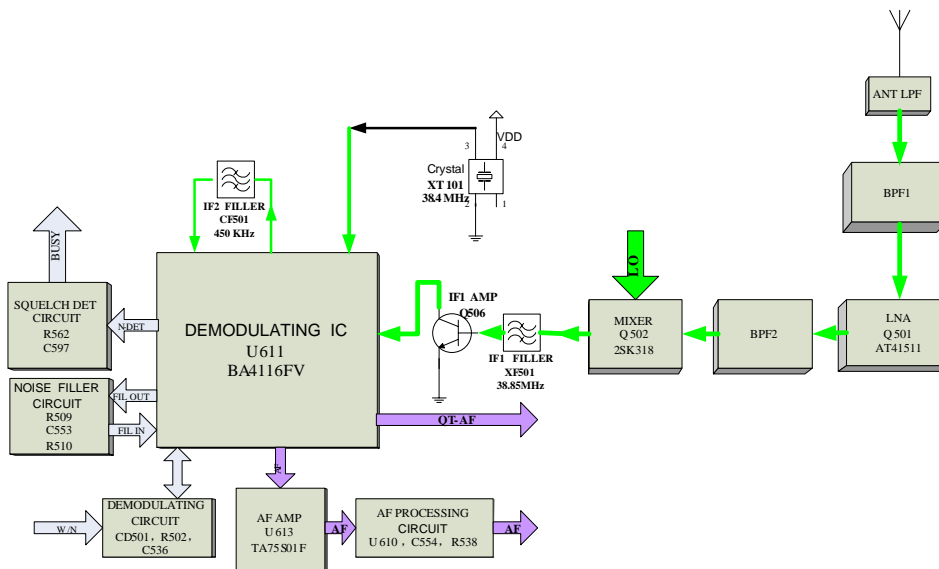 ANT LPF
BPF1
VDD
3
4
Crystal
XT 101
38.4 MHz
2
1
IF2 FILLER
CF501
450 KHz
BUSY
LO
SQUELCH DET
CIRCUIT
R562
C597
N-DET
DEMODULATING IC
U611
BA4116FV
IF1 AMP
Q506
IF1 FILLER
XF501
38.85MHz
MIXER
Q502
2SK318
BPF2
LNA
Q501
AT41511
NOISE FILLER
CIRCUIT
R509
C553
R510
FIL OUT
FIL IN
QT-AF
AF
W/N
DEMODULATING
CIRCUIT
CD501, R502,
C536
AF AMP
U613
TA75S01F
AF
AF PROCESSING
CIRCUIT
U610 , C554, R538
AF